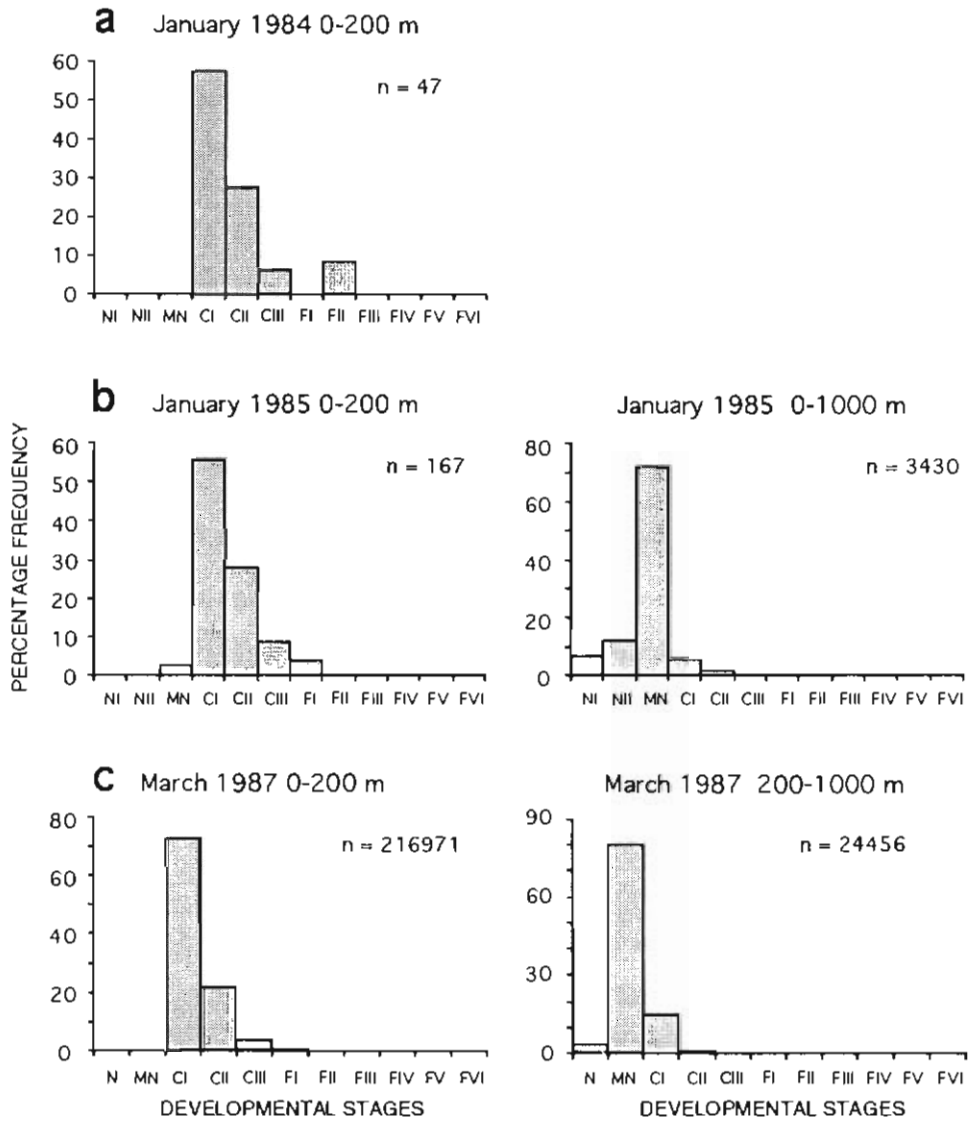 a January 1984 0-200 m
n = 47
60
50
40
30
20
10
0
NI NII MN CI CII CIII FI FII FIII FIV FV FVI
PERCENTAGE FREQUENCY
b January 1985 0-200 m
n = 167
60
50
40
30
20
10
0
NI NII MN CI CII CIII FI FII FIII FIV FV FVI
January 1985 0-1000 m
n = 3430
80
60
40
20
0
NI NII MN CI CII CIII FI FII FIII FIV FV FVI
c March 1987 0-200 m
n = 216971
80
60
40
20
0
N MN CI CII CIII FI FII FIII FIV FV FVI
DEVELOPMENTAL STAGES
March 1987 200-1000 m
n = 24456
90
60
30
0
N MN CI CII CIII FI FII FIII FIV FV FVI
DEVELOPMENTAL STAGES